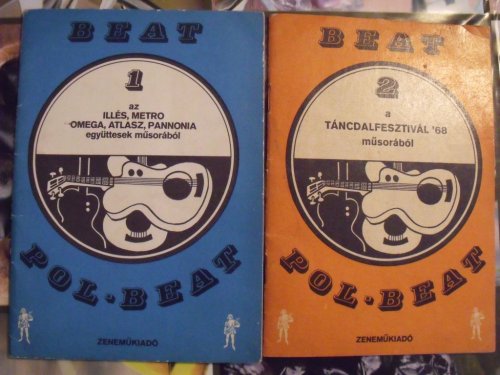 BEAT
1
az
ILLÉS, METRO
OMEGA, ATLASZ, PANNONIA
együttesek műsorából
POL-BEAT
ZENEMŰKIADÓ
BEAT
2
a
TÁNCDALFESZTIVÁL '68
műsorából
POL-BEAT
ZENEMŰKIADÓ